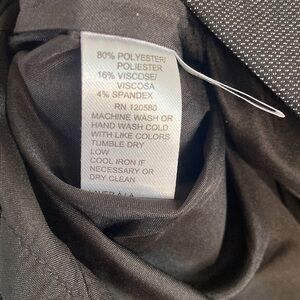 80% POLYESTER/
POLIESTER
16% VISCOSE/
VISCOSA
4% SPANDEX
RN 120580
MACHINE WASH OR
HAND WASH COLD
WITH LIKE COLORS
TUMBLE DRY
LOW
COOL IRON IF
NECESSARY OR
DRY CLEAN